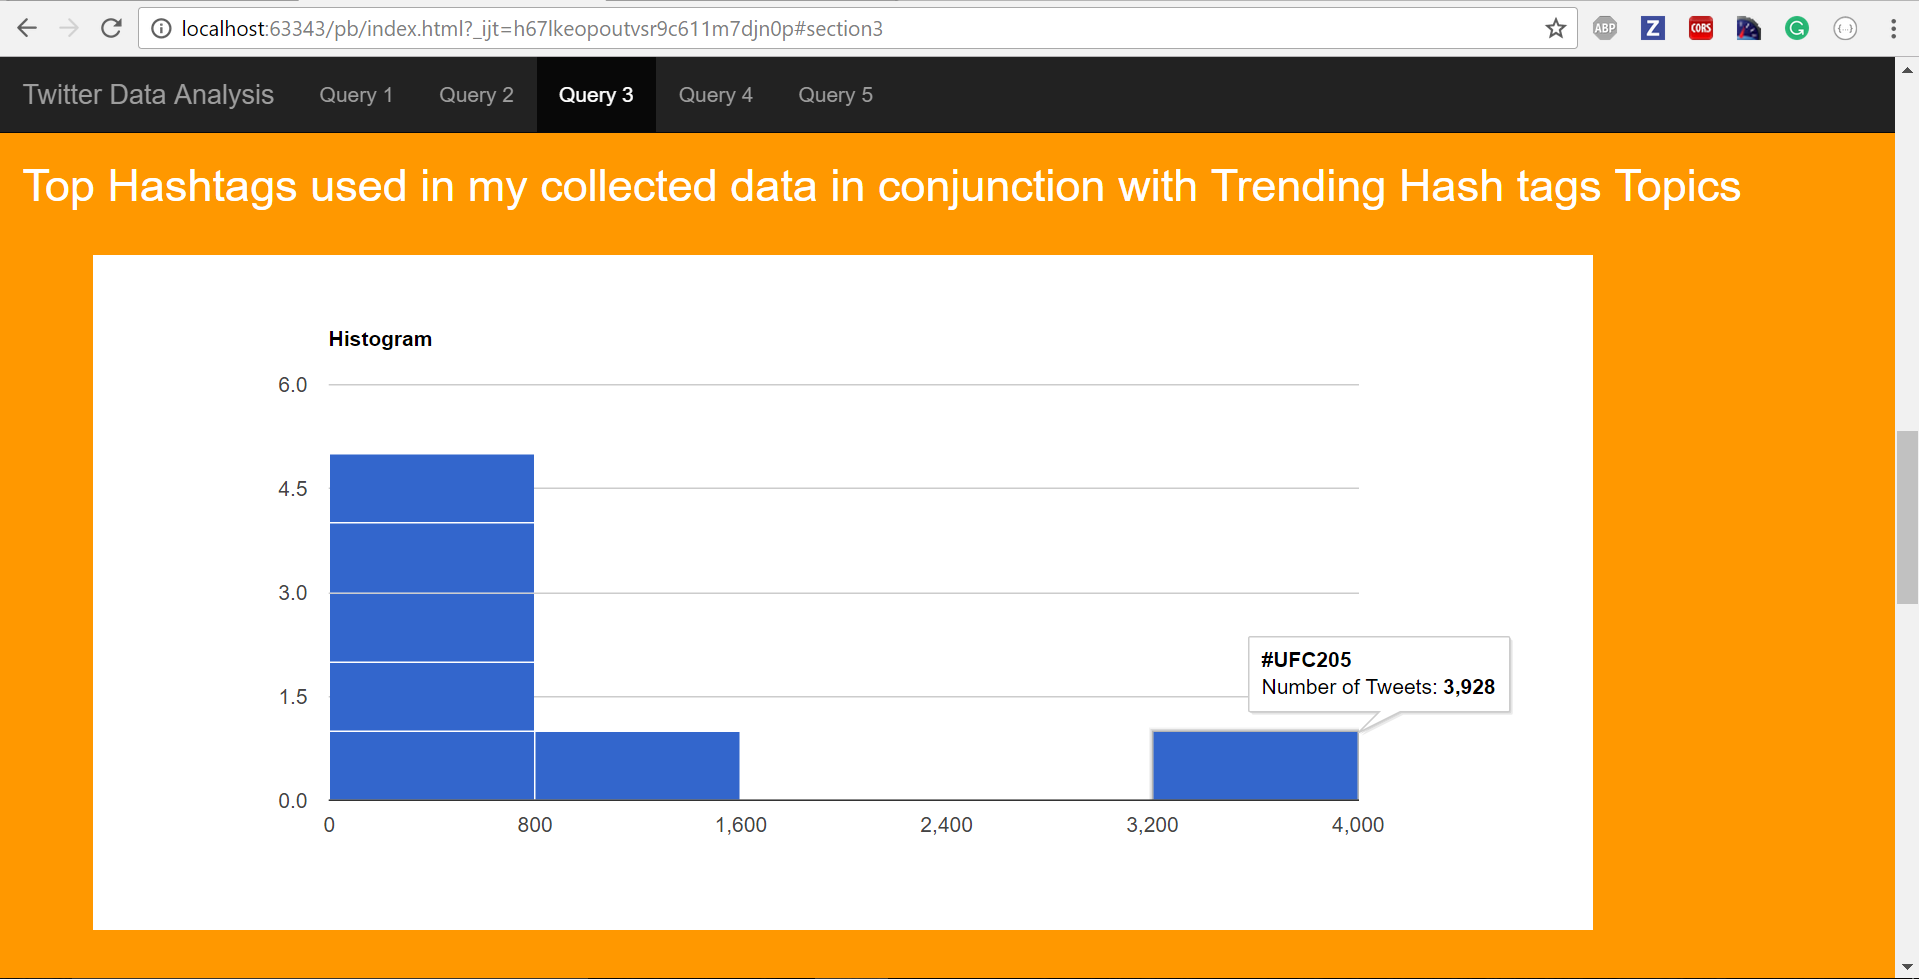 localhost:63343/pb/index.html?_ijt=h67lkeopoutvsr9c611m7djn0p#section3
ABP
Z
CORS
G
{...}
Twitter Data Analysis Query 1 Query 2 Query 3 Query 4 Query 5
Top Hashtags used in my collected data in conjunction with Trending Hash tags Topics
Histogram
6.0
4.5
3.0
#UFC205
Number of Tweets: 3,928
1.5
0.0
0 800 1,600 2,400 3,200 4,000